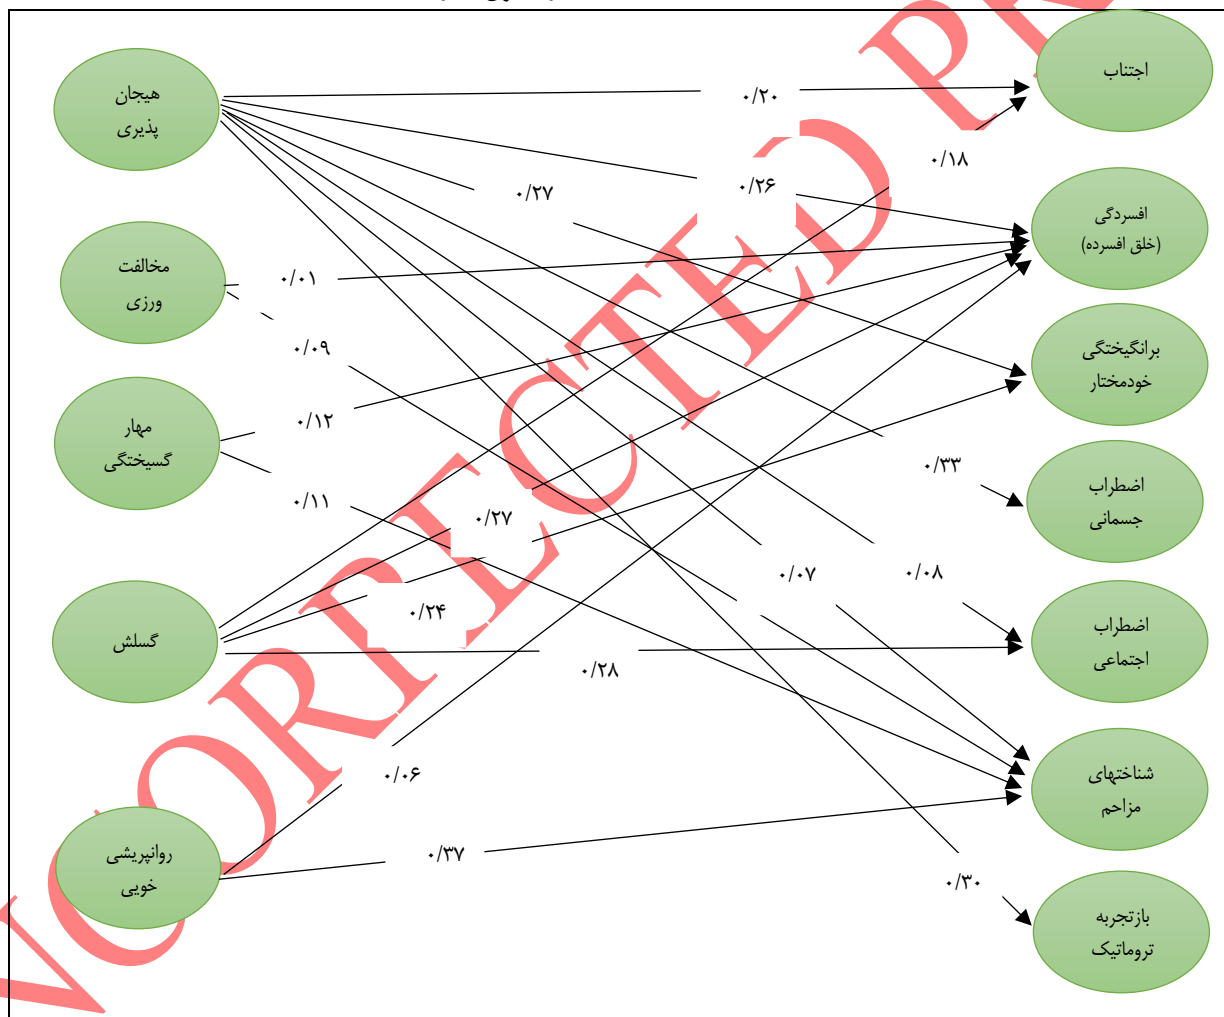 هیجان
پذیری
اجتناب
۰/۲۰
۰/۱۸
۰/۲۶
۰/۲۷
افسردگی
(خلق افسرده)
مخالفت
ورزی
۰/۰۱
۰/۰۹
برانگیختگی
خودمختار
مهار
گسیختگی
۰/۱۲
۰/۱۱
۰/۳۳
اضطراب
جسمانی
۰/۲۷
۰/۰۷
۰/۰۸
گسلش
۰/۲۴
۰/۲۸
اضطراب
اجتماعی
۰/۰۶
شناختهای
مزاحم
روانپریشی
خویی
۰/۳۷
۰/۳۰
بازتجربه
تروماتیک
NCORRECTED PR